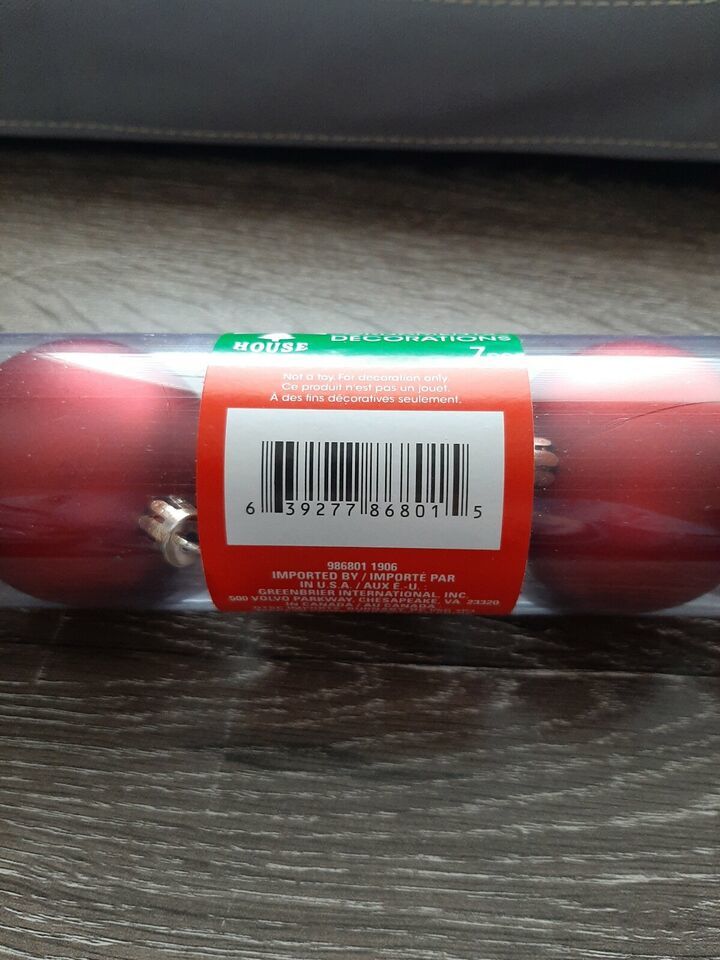 HOUSE
DECORATIONS
7
Not a toy. For decoration only.
Ce produit n'est pas un jouet.
À des fins décoratives seulement.
6 39277 86801 5
986801 1906
IMPORTED BY / IMPORTÉ PAR
IN U.S.A. / AUX É.-U. :
GREENBRIER INTERNATIONAL, INC.
500 VOLVO PARKWAY, CHESAPEAKE, VA 23320
IN CANADA / AU CANADA